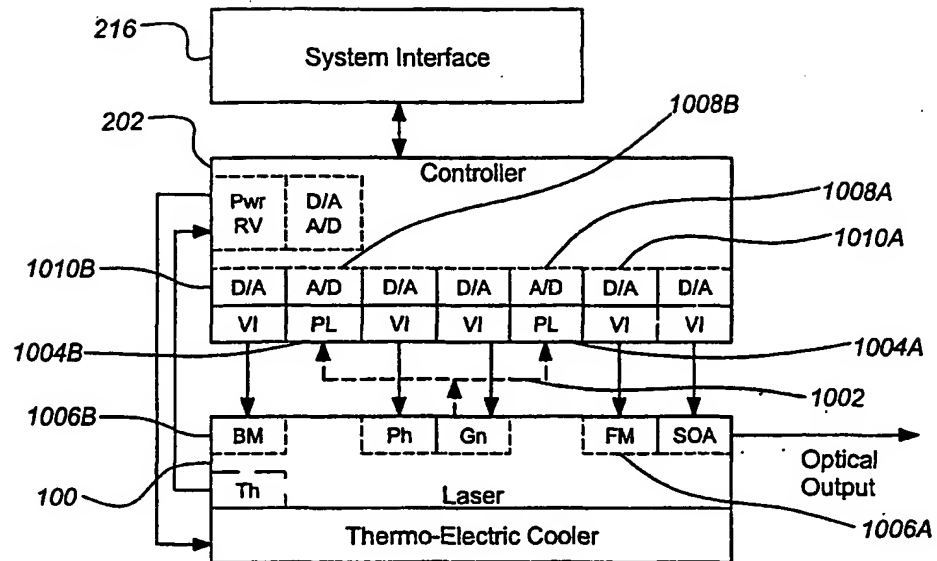 216
System Interface
202
1008B
Controller
Pwr D/A
RV A/D
1008A
1010A
1010B
D/A A/D D/A D/A A/D D/A D/A
VI PL VI VI PL VI VI
1004B
1004A
1002
1006B
BM Ph Gn FM SOA
Optical
Output
100
Th
Laser
1006A
Thermo-Electric Cooler